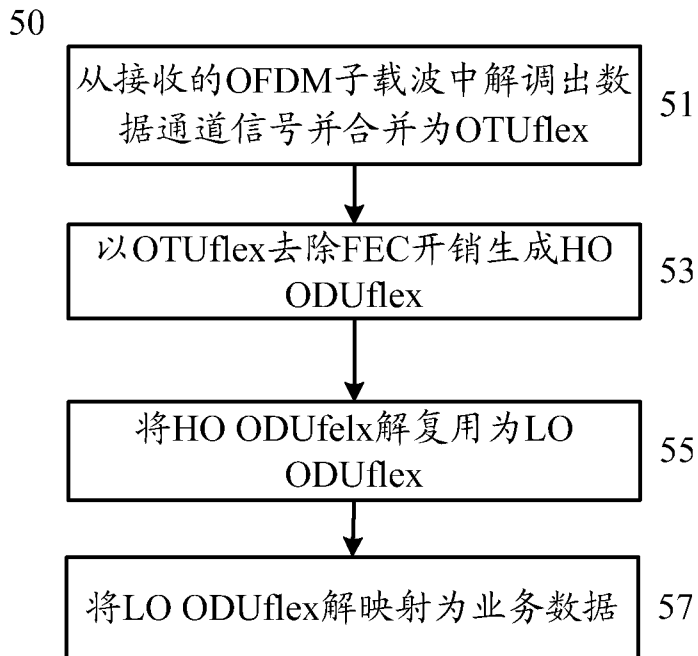 50
从接收的OFDM子载波中解调出数
据通道信号并合并为OTUflex
51
以OTUflex去除FEC开销生成HO
ODUflex
53
将HO ODUfelx解复用为LO
ODUflex
55
将LO ODUflex解映射为业务数据
57